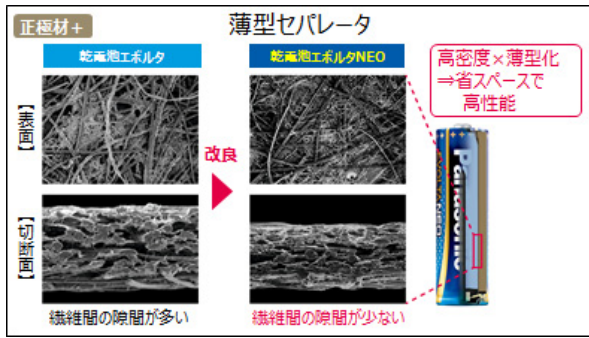 正極材+
薄型セパレータ
乾電池エボルタ
乾電池エボルタNEO
高密度×薄型化
⇒省スペースで
高性能
【表面】
改良
【切断面】
Panasonic
繊維間の隙間が多い
繊維間の隙間が少ない